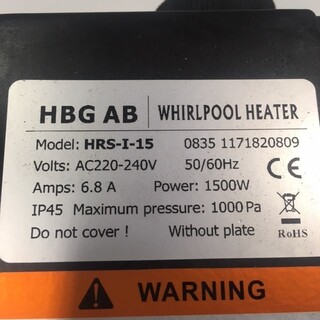 HBG AB | WHIRLPOOL HEATER
Model: HRS-I-15 0835 1171820809
Volts: AC220-240V 50/60Hz
Amps: 6.8 A Power: 1500W
IP45 Maximum pressure: 1000 Pa
Do not cover ! Without plate
CE
RoHS
! WARNING